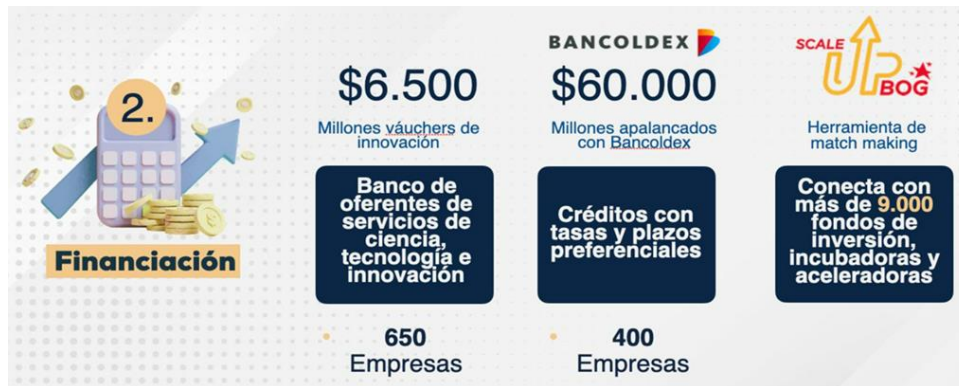 2.
Financiación
$6.500
Millones váuchers de
innovación
Banco de
oferentes de
servicios de
ciencia,
tecnología e
innovación
650
Empresas
BANCOLDEX
$60.000
Millones apalancados
con Bancoldex
Créditos con
tasas y plazos
preferenciales
400
Empresas
SCALE
UP
BOG
Herramienta de
match making
Conecta con
más de 9.000
fondos de
inversión,
incubadoras y
aceleradoras